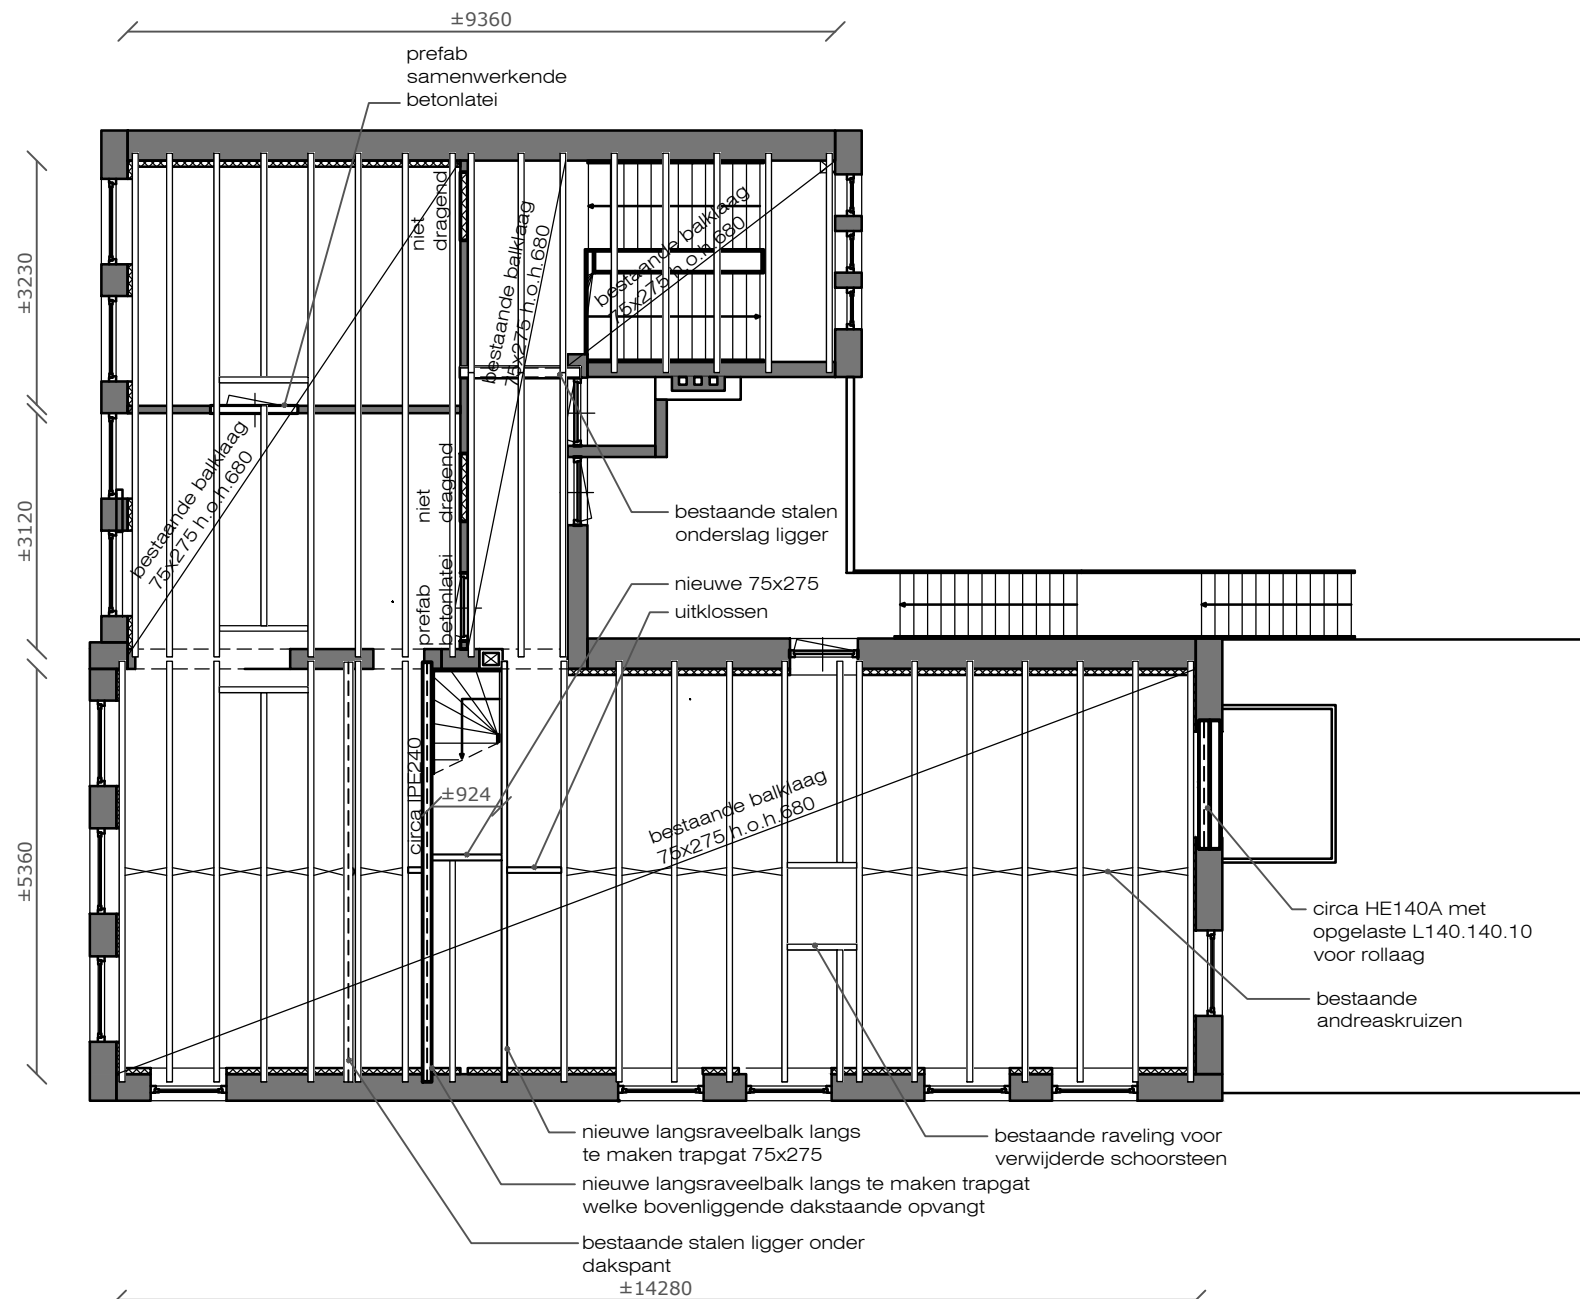 ±9360
prefab
samenwerkende
betonlatei
niet
dragend
bestaande balklaag
75x275 h.o.h.680
bestaande balklaag
75x275 h.o.h.680
±3230
bestaande balklaag
75x275 h.o.h.680
niet
dragend
±3120
bestaande stalen
onderslag ligger
prefab
betonlatei
nieuwe 75x275
uitklossen
circa IPE240
±924
bestaande balklaag
75x275 h.o.h.680
±5360
circa HE140A met
opgelaste L140.140.10
voor rollaag
bestaande
andreaskruizen
nieuwe langsraveelbalk langs
te maken trapgat 75x275
bestaande raveling voor
verwijderde schoorsteen
nieuwe langsraveelbalk langs te maken trapgat
welke bovenliggende dakstaande opvangt
bestaande stalen ligger onder
dakspant
±14280